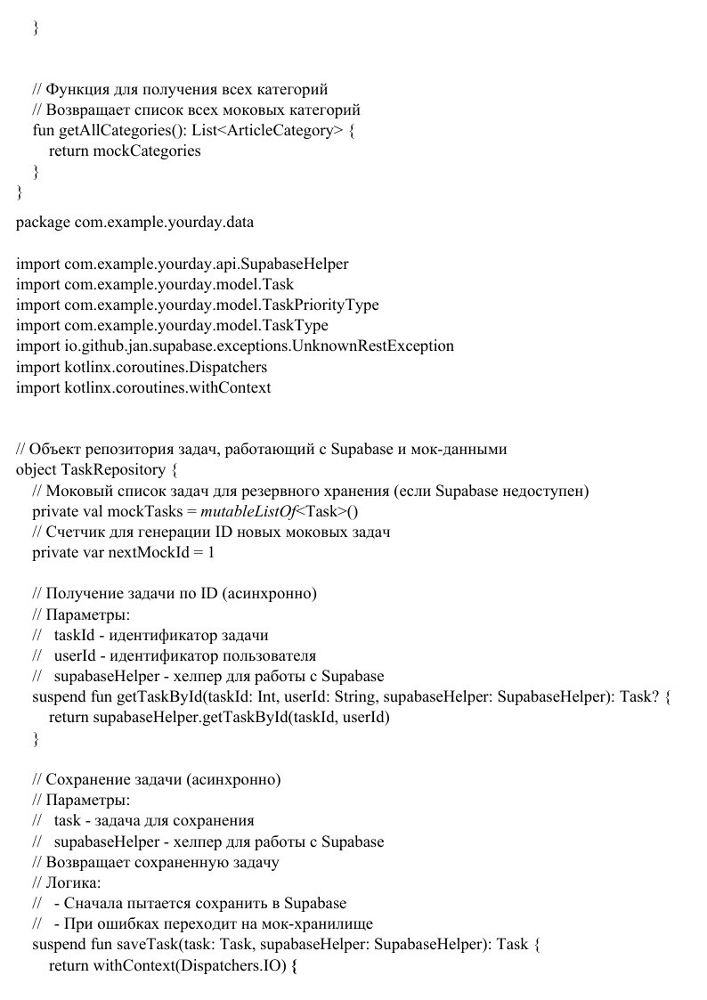 }
// Функция для получения всех категорий
// Возвращает список всех моковых категорий
fun getAllCategories(): List<ArticleCategory> {
return mockCategories
}
}
package com.example.yourday.data
import com.example.yourday.api.SupabaseHelper
import com.example.yourday.model.Task
import com.example.yourday.model.TaskPriorityType
import com.example.yourday.model.TaskType
import io.github.jan.supabase.exceptions.UnknownRestException
import kotlinx.coroutines.Dispatchers
import kotlinx.coroutines.withContext
// Объект репозитория задач, работающий с Supabase и мок-данными
object TaskRepository {
// Моковый список задач для резервного хранения (если Supabase недоступен)
private val mockTasks = mutableListOf<Task>()
// Счетчик для генерации ID новых моковых задач
private var nextMockId = 1
// Получение задачи по ID (асинхронно)
// Параметры:
//   taskId - идентификатор задачи
//   userId - идентификатор пользователя
//   supabaseHelper - хелпер для работы с Supabase
suspend fun getTaskById(taskId: Int, userId: String, supabaseHelper: SupabaseHelper): Task? {
return supabaseHelper.getTaskById(taskId, userId)
}
// Сохранение задачи (асинхронно)
// Параметры:
//   task - задача для сохранения
//   supabaseHelper - хелпер для работы с Supabase
// Возвращает сохраненную задачу
// Логика:
//   - Сначала пытается сохранить в Supabase
//   - При ошибках переходит на мок-хранилище
suspend fun saveTask(task: Task, supabaseHelper: SupabaseHelper): Task {
return withContext(Dispatchers.IO) {